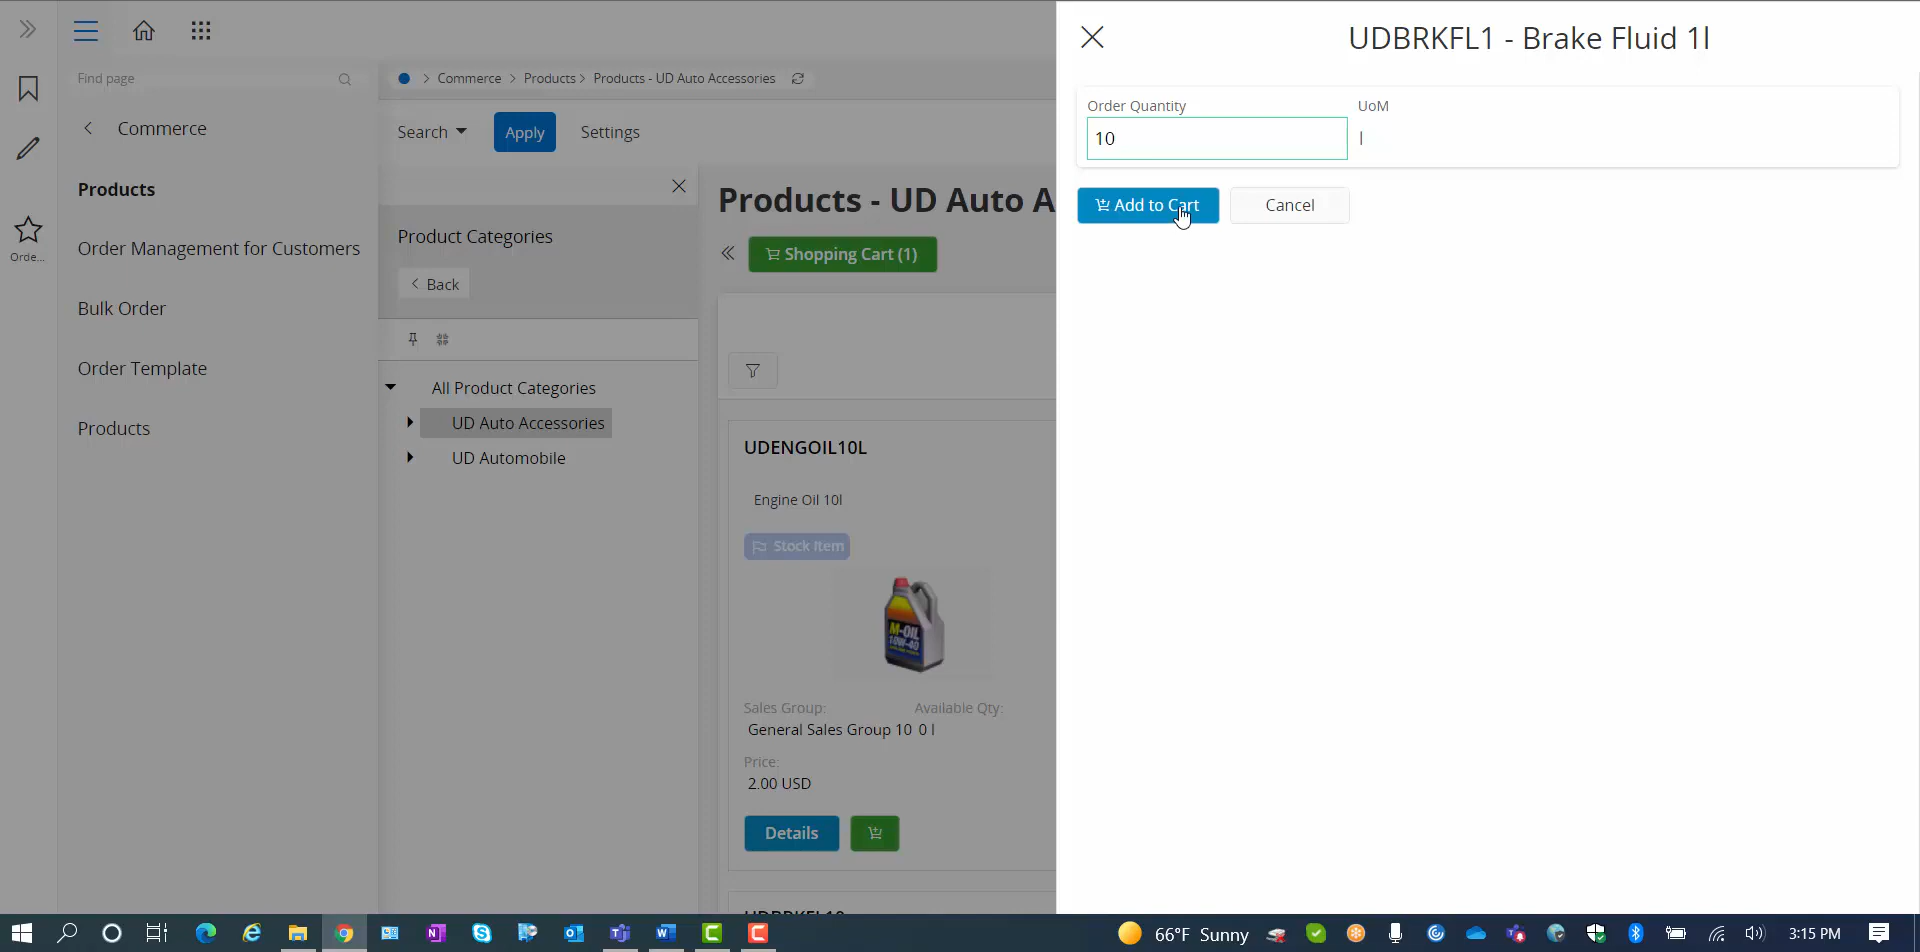 Find page
Commerce
Products
Order Management for Customers
Bulk Order
Order Template
Products
Orde...
Commerce > Products > Products - UD Auto Accessories
Search Apply Settings
Product Categories
Back
All Product Categories
UD Auto Accessories
UD Automobile
Products - UD Auto A
Shopping Cart (1)
UDENGOIL10L
Engine Oil 10l
Stock Item
M-OIL
10W-40
Sales Group: Available Qty:
General Sales Group 10 0 l
Price:
2.00 USD
Details
UDBRKFL1 - Brake Fluid 1l
Order Quantity UoM
10 l
Add to Cart Cancel
66°F Sunny
3:15 PM